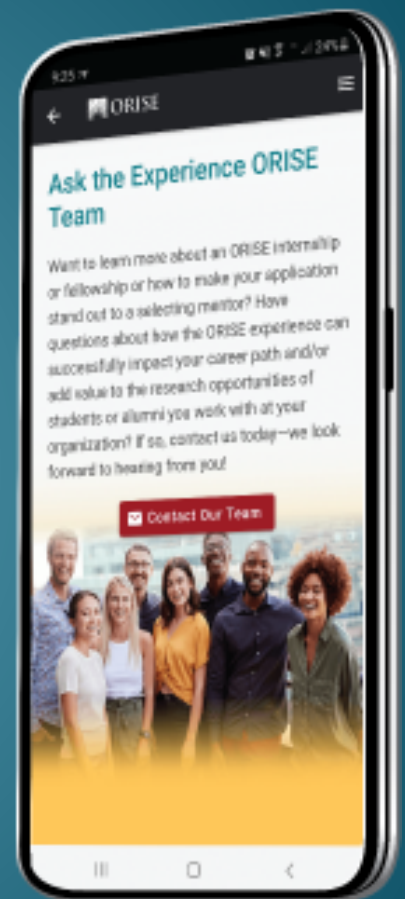 9:25
24%
ORISE
Ask the Experience ORISE
Team
Want to learn more about an ORISE internship
or fellowship or how to make your application
stand out to a selecting mentor? Have
questions about how the ORISE experience can
successfully impact your career path and/or
add value to the research opportunities of
students or alumni you work with at your
organization? If so, contact us today—we look
forward to hearing from you!
Contact Our Team